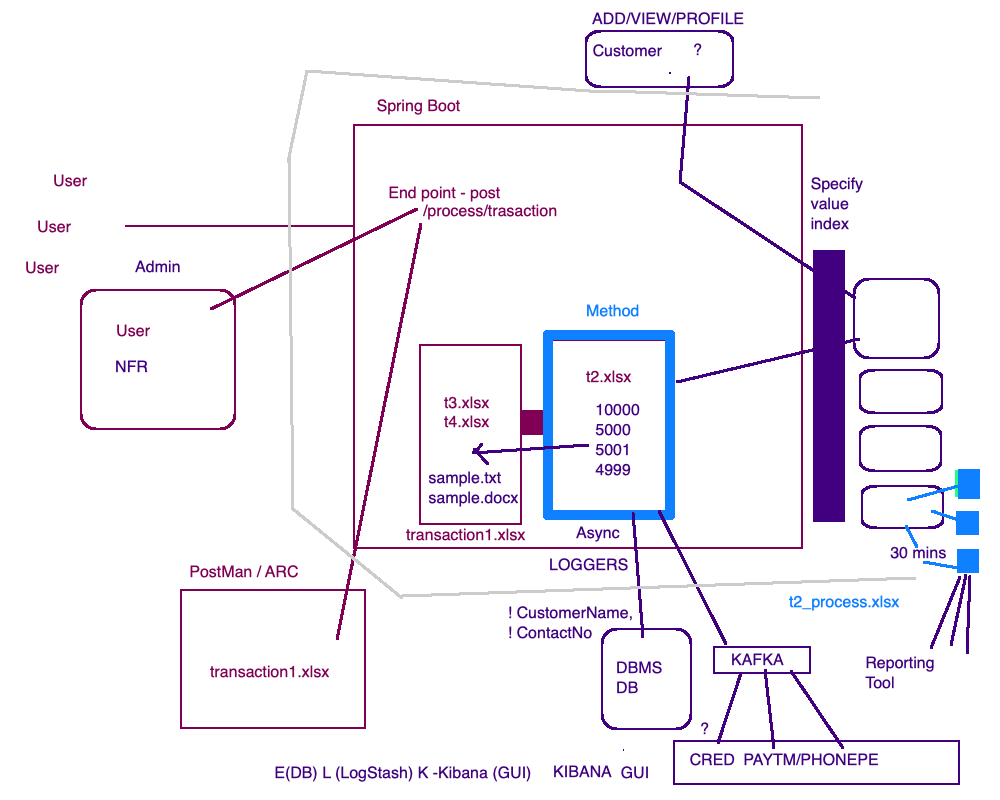 ADD/VIEW/PROFILE
Customer ?
Spring Boot
User
End point - post
/process/trasaction
Specify
value
index
User
User
Admin
User
NFR
Method
t2.xlsx
10000
5000
5001
4999
t3.xlsx
t4.xlsx
sample.txt
sample.docx
transaction1.xlsx
Async
LOGGERS
30 mins
PostMan / ARC
transaction1.xlsx
t2_process.xlsx
! CustomerName,
! ContactNo
DBMS
DB
KAFKA
Reporting
Tool
?
CRED PAYTM/PHONEPE
E(DB) L (LogStash) K -Kibana (GUI) KIBANA GUI